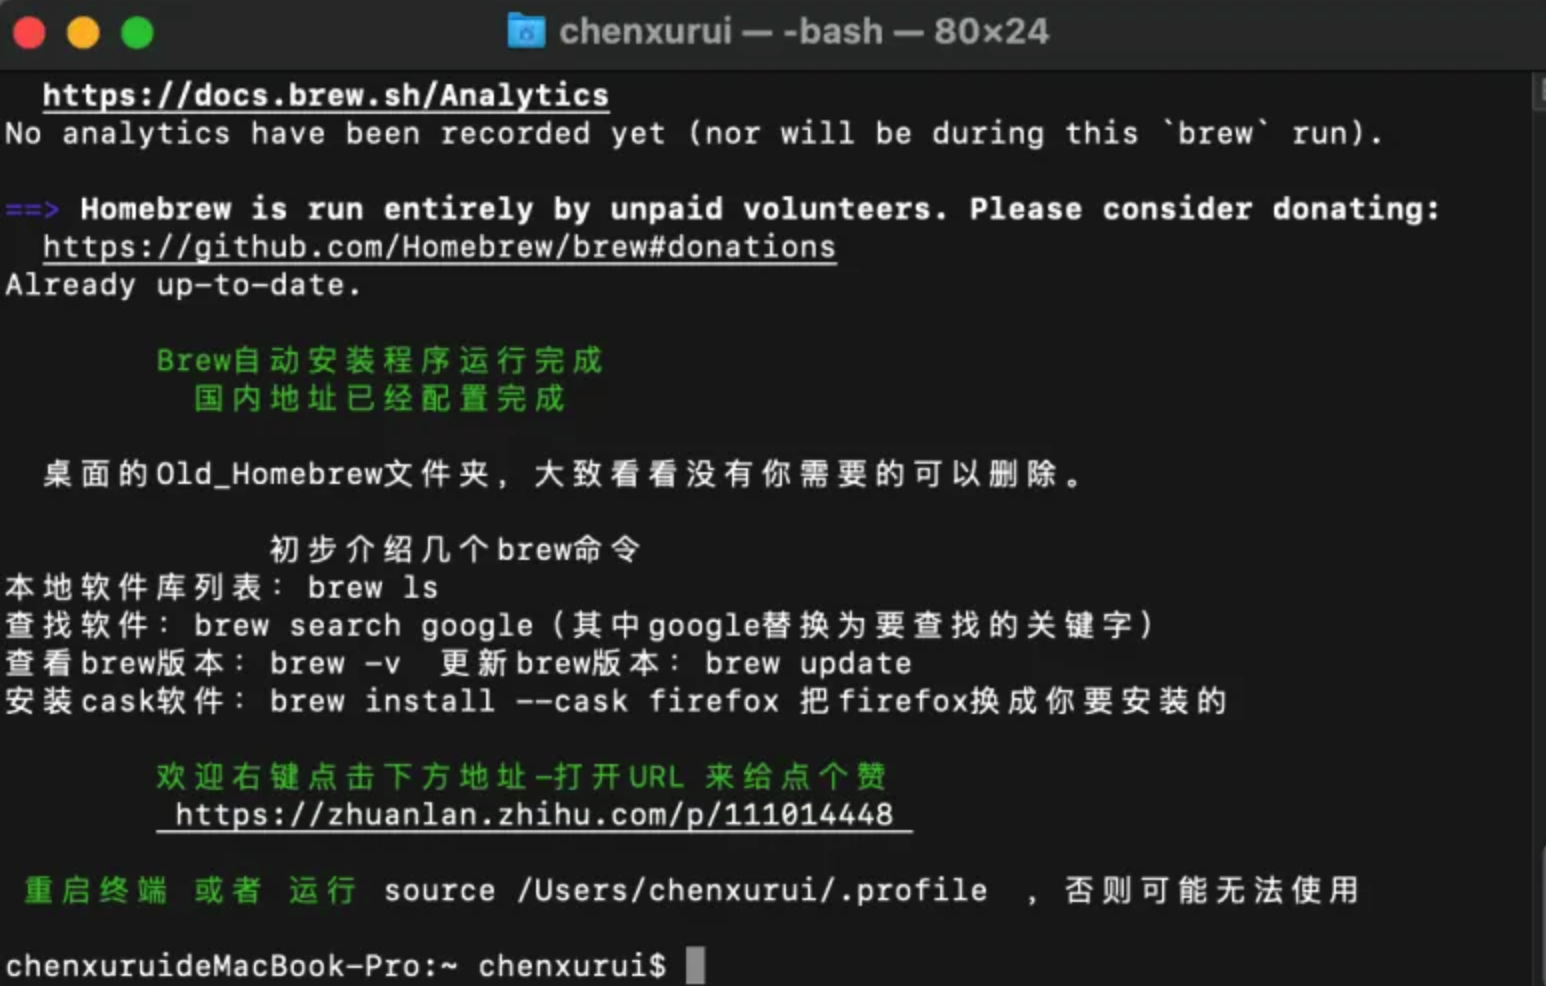 chenxurui — -bash — 80×24
https://docs.brew.sh/Analytics
No analytics have been recorded yet (nor will be during this `brew` run).
==> Homebrew is run entirely by unpaid volunteers. Please consider donating:
https://github.com/Homebrew/brew#donations
Already up-to-date.
Brew自动安装程序运行完成
国内地址已经配置完成
桌面的Old_Homebrew文件夹，大致看看没有你需要的可以删除。
初步介绍几个brew命令
本地软件库列表：brew ls
查找软件：brew search google（其中google替换为要查找的关键字）
查看brew版本：brew -v  更新brew版本：brew update
安装cask软件：brew install --cask firefox 把firefox换成你要安装的
欢迎右键点击下方地址-打开URL 来给点个赞
https://zhuanlan.zhihu.com/p/111014448
重启终端 或者 运行 source /Users/chenxurui/.profile  ，否则可能无法使用
chenxuruideMacBook-Pro:~ chenxurui$